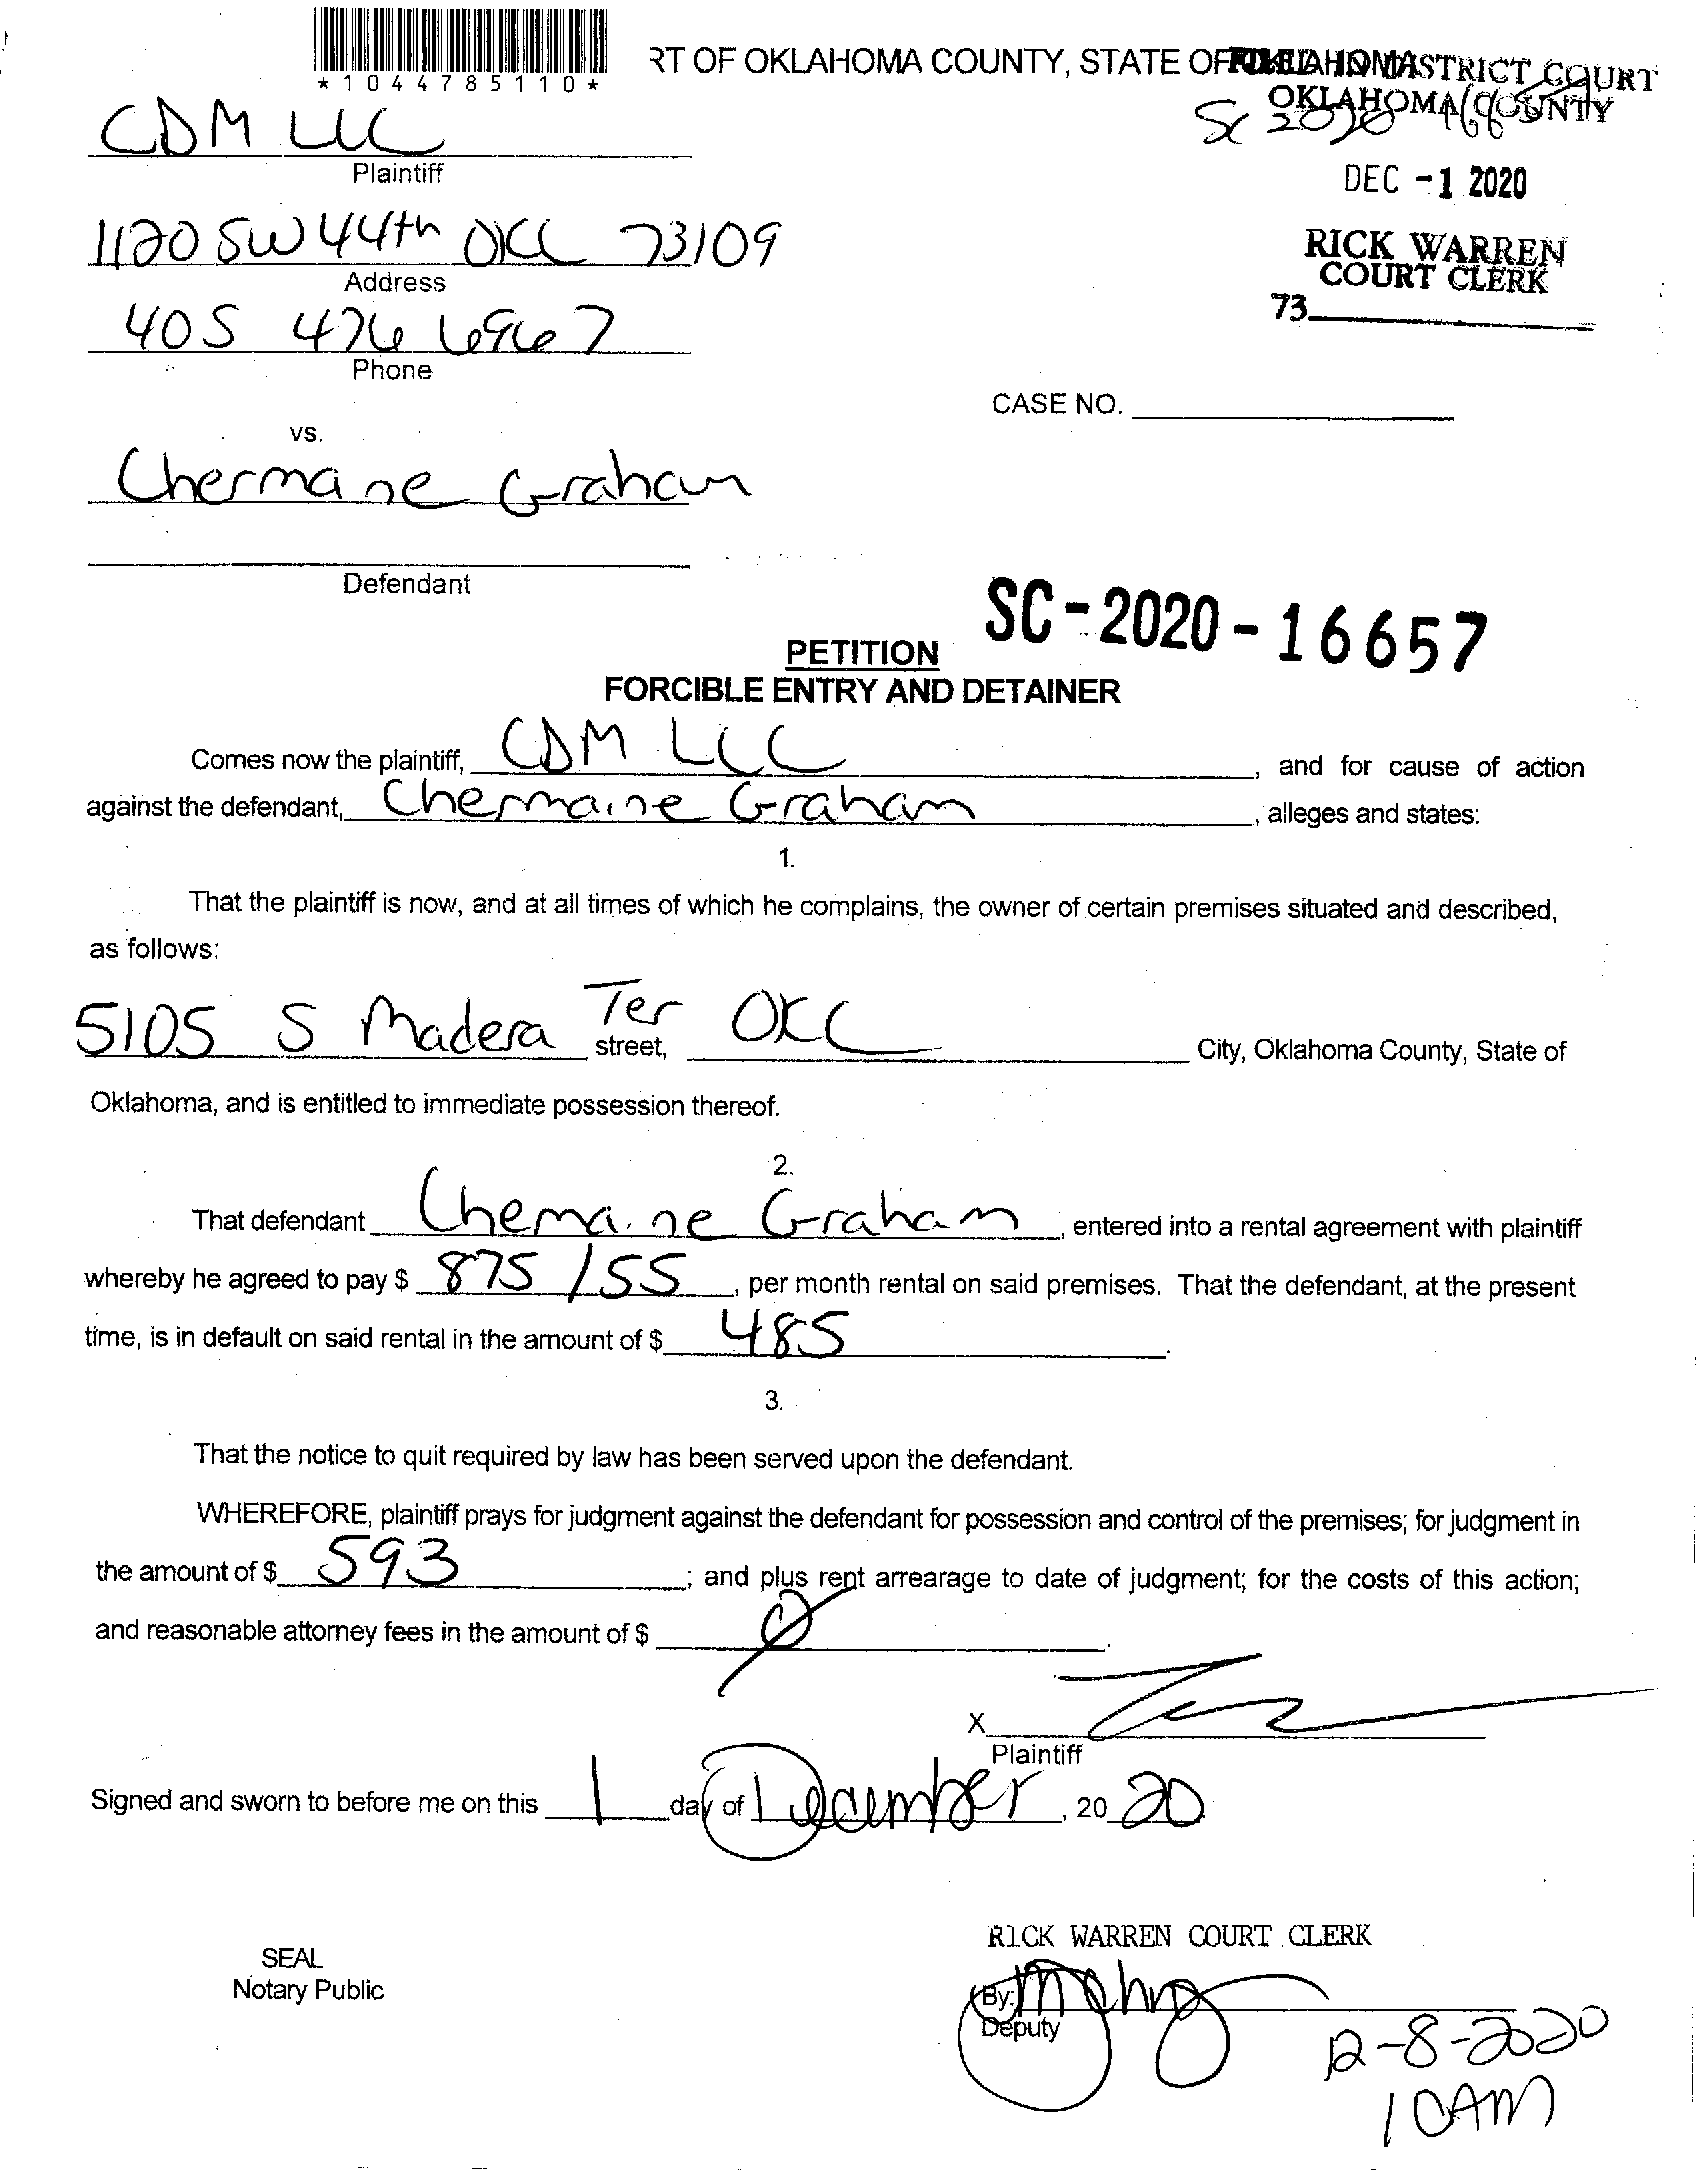 *1044785110*
RT OF OKLAHOMA COUNTY, STATE OF OKLAHOMA
FILED IN DISTRICT COURT
OKLAHOMA COUNTY
SC 2020
CDM LLC
Plaintiff
DEC -1 2020
1120 SW 44th OKC 73109
RICK WARREN
COURT CLERK
Address
73
405 476 6967
Phone
CASE NO.
vs.
Chermaine Graham
Defendant
SC-2020-16657
PETITION
FORCIBLE ENTRY AND DETAINER
Comes now the plaintiff, CDM LLC, and for cause of action
against the defendant, Chermaine Graham, alleges and states:
1.
That the plaintiff is now, and at all times of which he complains, the owner of certain premises situated and described,
as follows:
5105 S Madera Ter street, OKC City, Oklahoma County, State of
Oklahoma, and is entitled to immediate possession thereof.
2.
That defendant Chemaine Graham, entered into a rental agreement with plaintiff
whereby he agreed to pay $ 875 /55, per month rental on said premises. That the defendant, at the present
time, is in default on said rental in the amount of $ 485.
3.
That the notice to quit required by law has been served upon the defendant.
WHEREFORE, plaintiff prays for judgment against the defendant for possession and control of the premises; for judgment in
the amount of $ 593; and plus rent arrearage to date of judgment; for the costs of this action;
and reasonable attorney fees in the amount of $ 0.
X
Plaintiff
Signed and sworn to before me on this 1 day of December, 20 20
RICK WARREN COURT CLERK
SEAL
Notary Public
By:
Deputy
12-8-2020
10AM